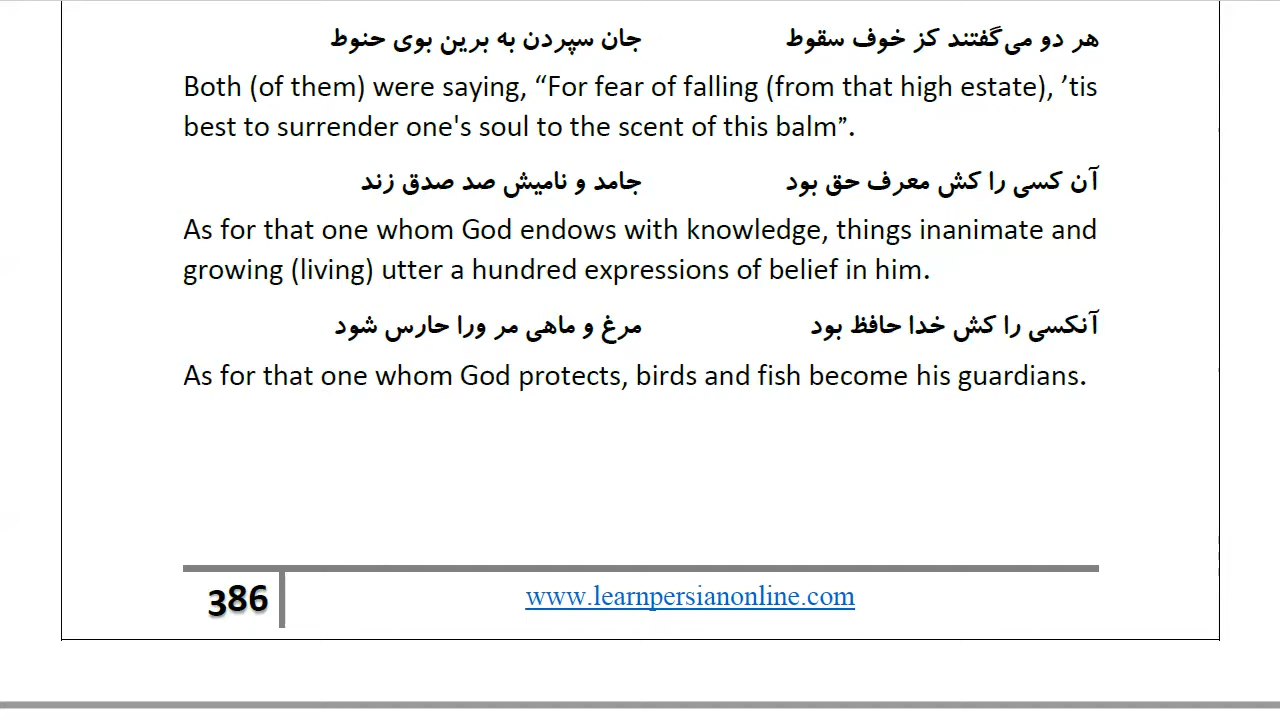 هر دو می‌گفتند کز خوف سقوط جان سپردن به برین بوی حنوط
Both (of them) were saying, “For fear of falling (from that high estate), ’tis
best to surrender one's soul to the scent of this balm”.
آن کسی را کش معرف حق بود جامد و نامیش صد صدق زند
As for that one whom God endows with knowledge, things inanimate and
growing (living) utter a hundred expressions of belief in him.
آنکسی را کش خدا حافظ بود مرغ و ماهی مر ورا حارس شود
As for that one whom God protects, birds and fish become his guardians.
386 www.learnpersianonline.com